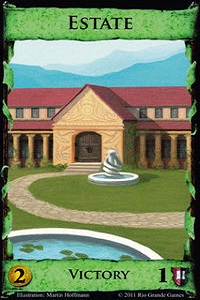 ESTATE
2
VICTORY
1
Illustration: Martin Hoffmann
© 2011 Rio Grande Games